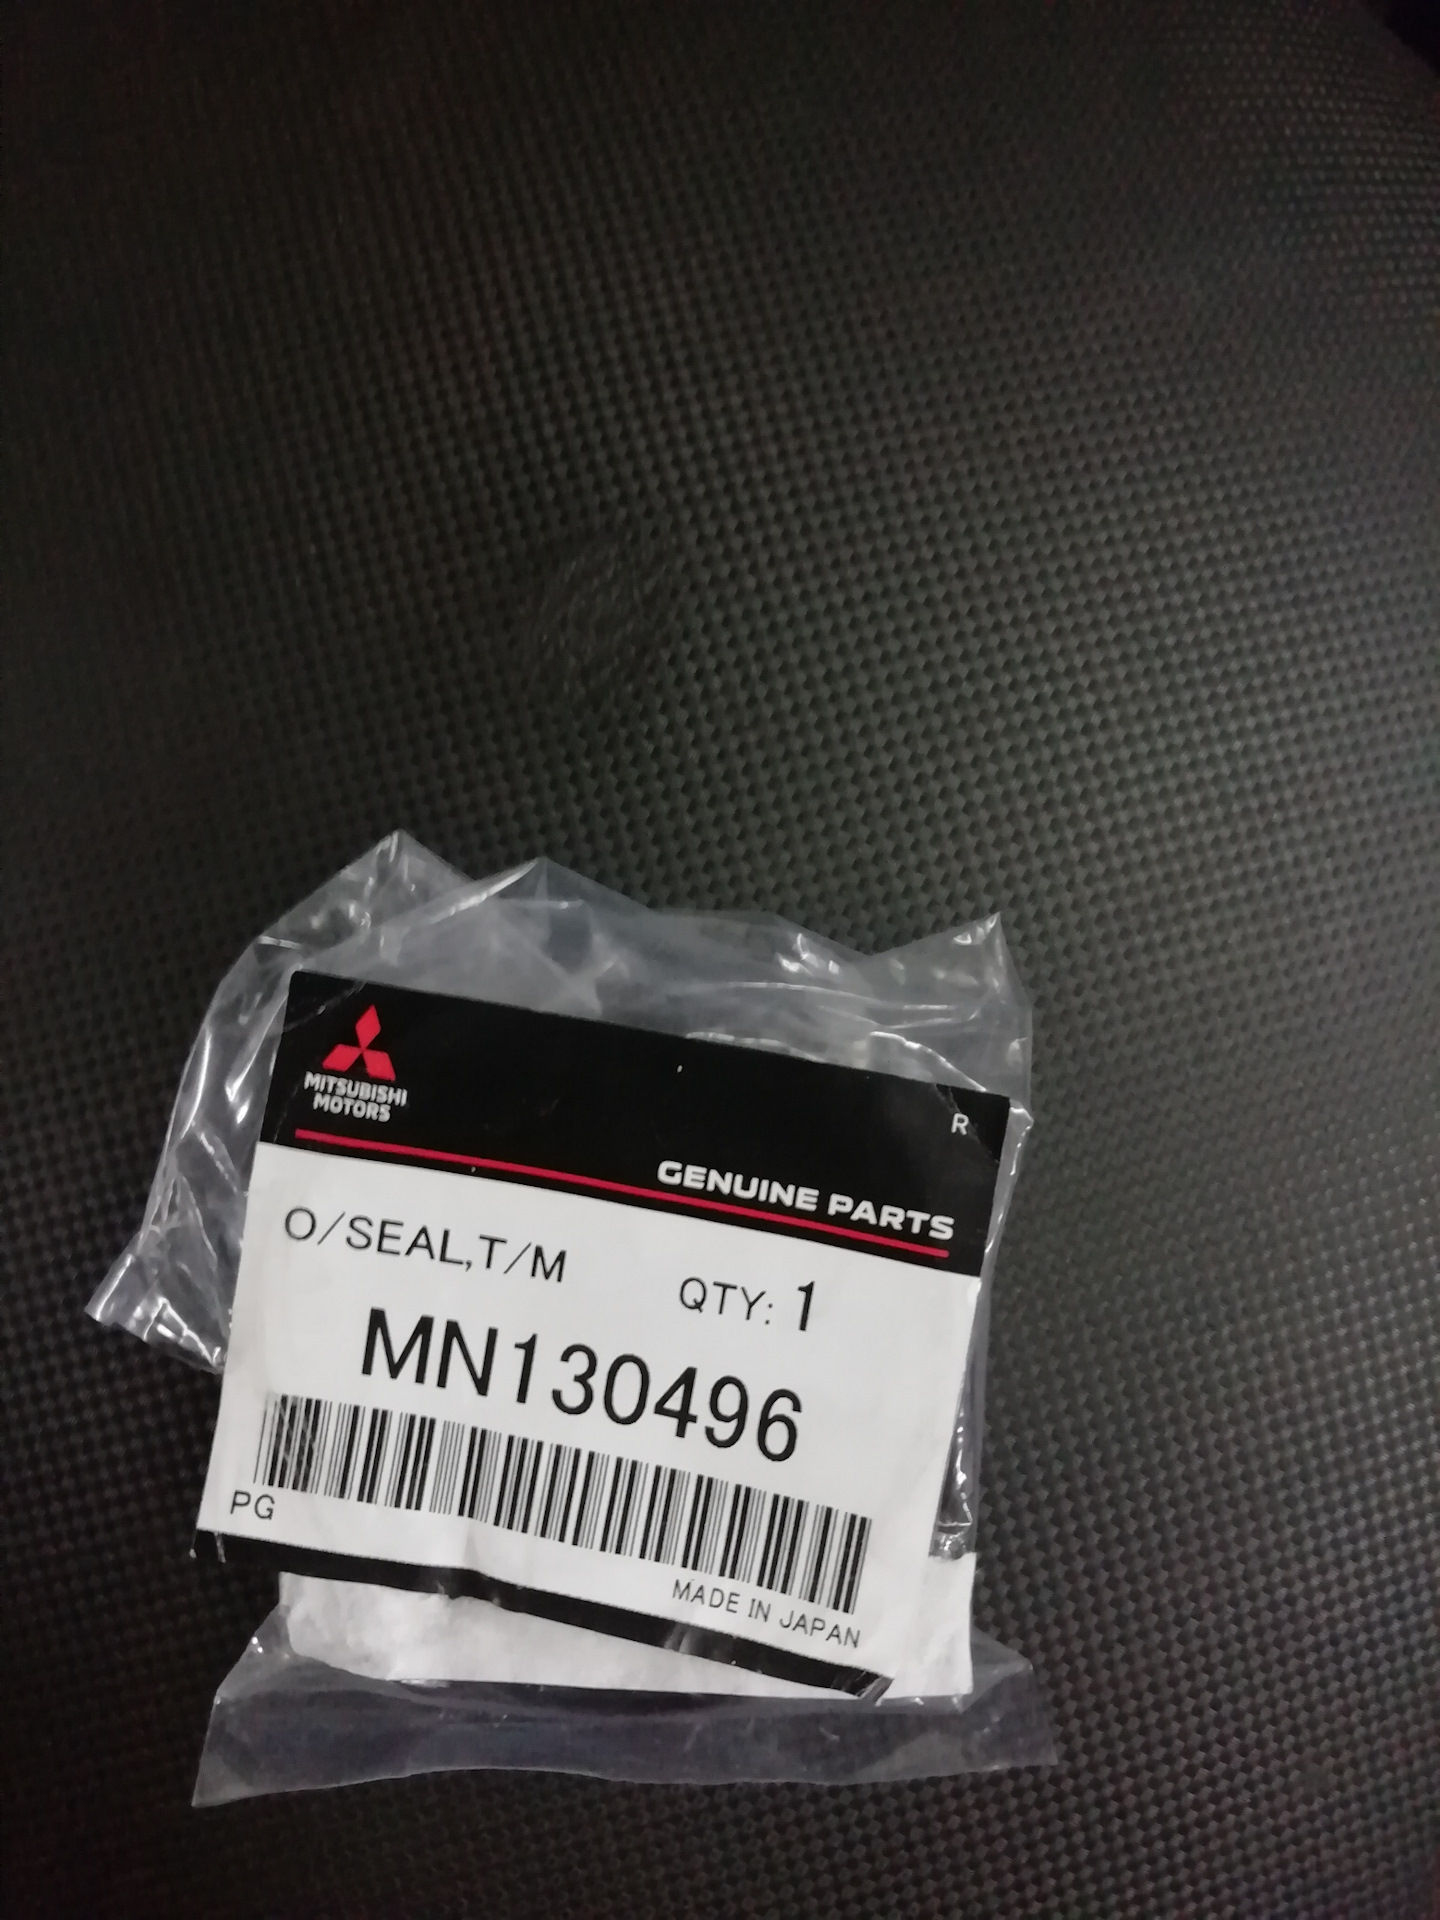 MITSUBISHI
MOTORS
R
GENUINE PARTS
O/SEAL,T/M
QTY: 1
MN130496
PG
MADE IN JAPAN